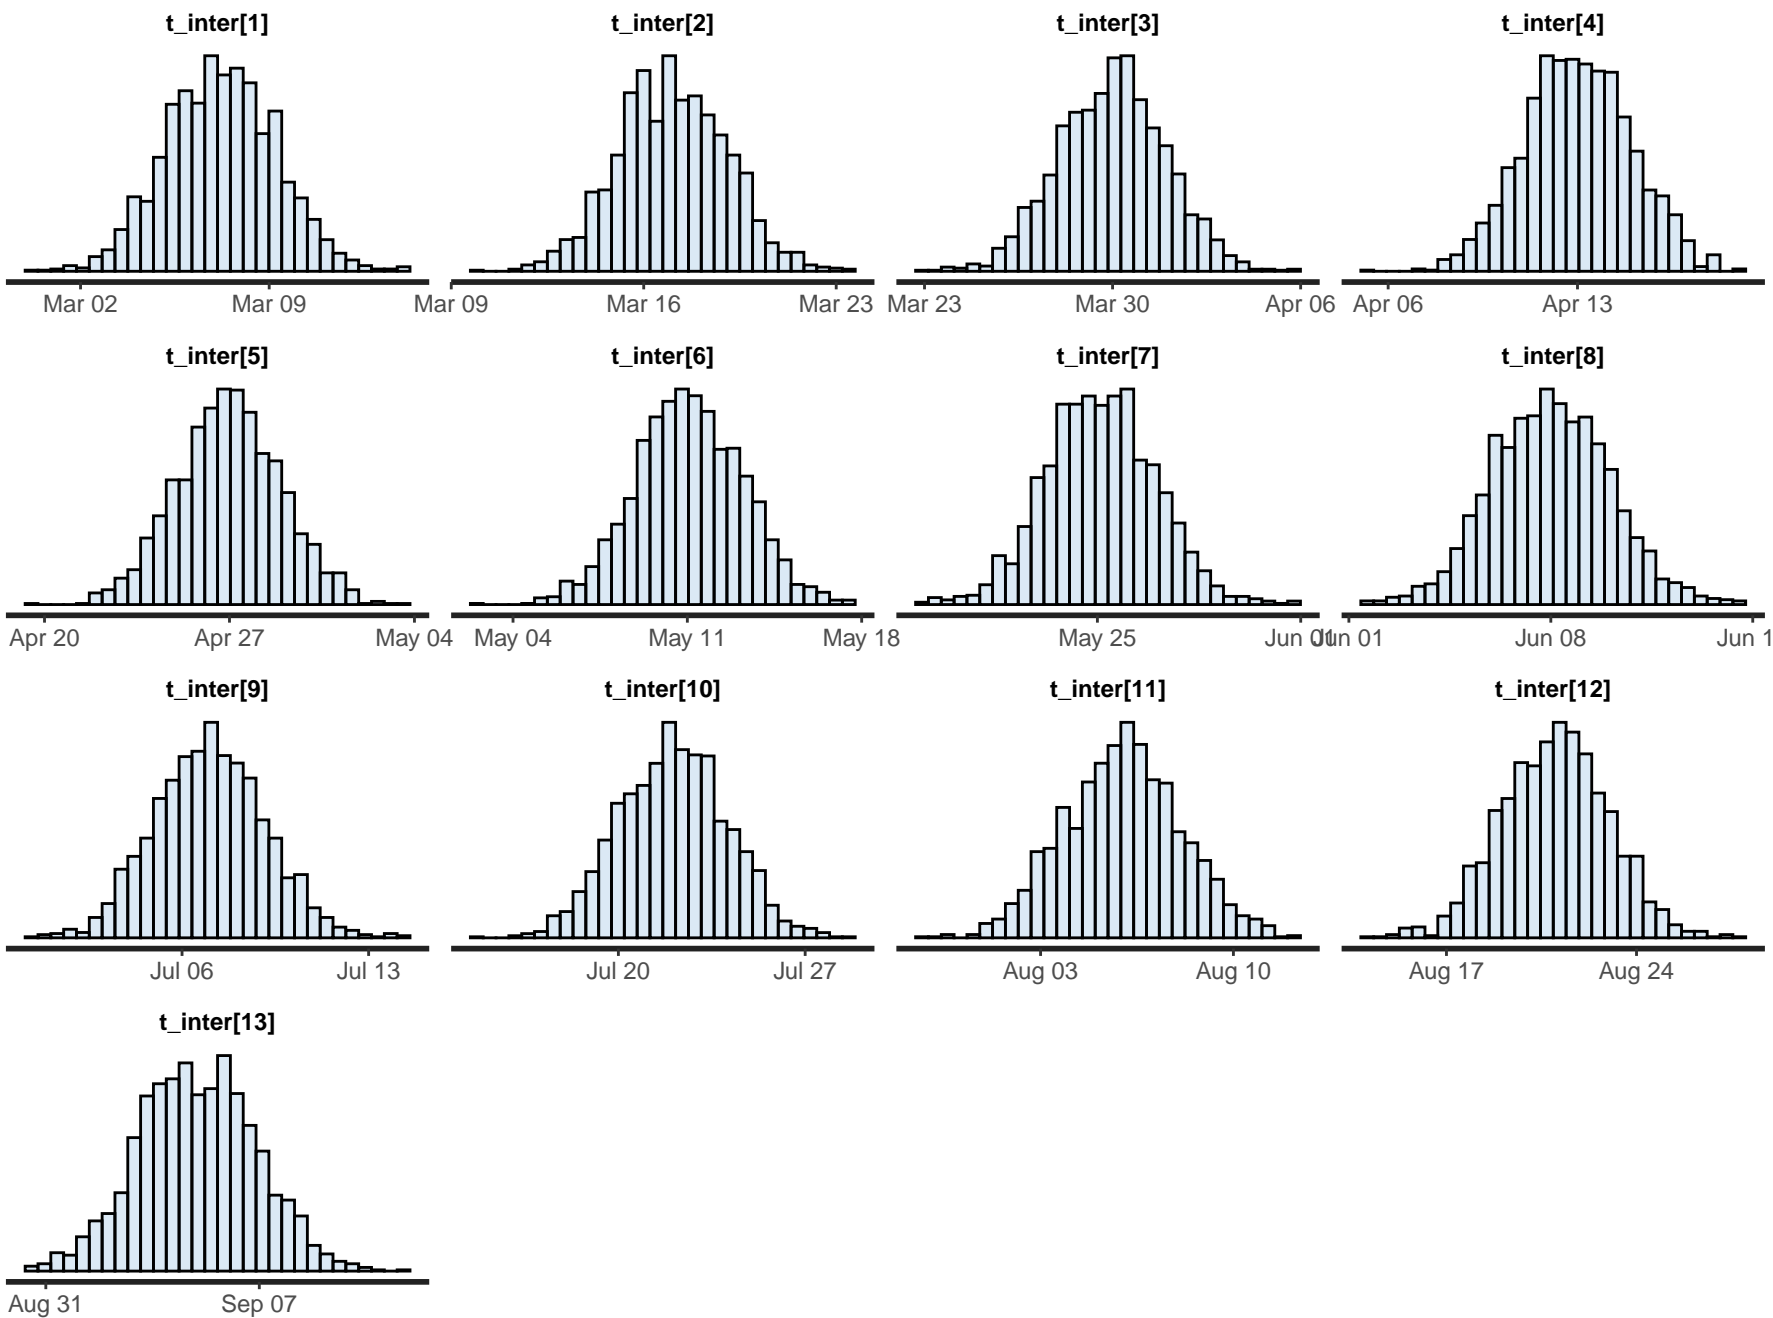 t_inter[1] t_inter[2] t_inter[3] t_inter[4]
Mar 02 Mar 09 Mar 09 Mar 16 Mar 23 Mar 23 Mar 30 Apr 06 Apr 06 Apr 13
t_inter[5] t_inter[6] t_inter[7] t_inter[8]
Apr 20 Apr 27 May 04 May 04 May 11 May 18 May 25 Jun 01 Jun 01 Jun 08 Jun 1
t_inter[9] t_inter[10] t_inter[11] t_inter[12]
Jul 06 Jul 13 Jul 20 Jul 27 Aug 03 Aug 10 Aug 17 Aug 24
t_inter[13]
Aug 31 Sep 07